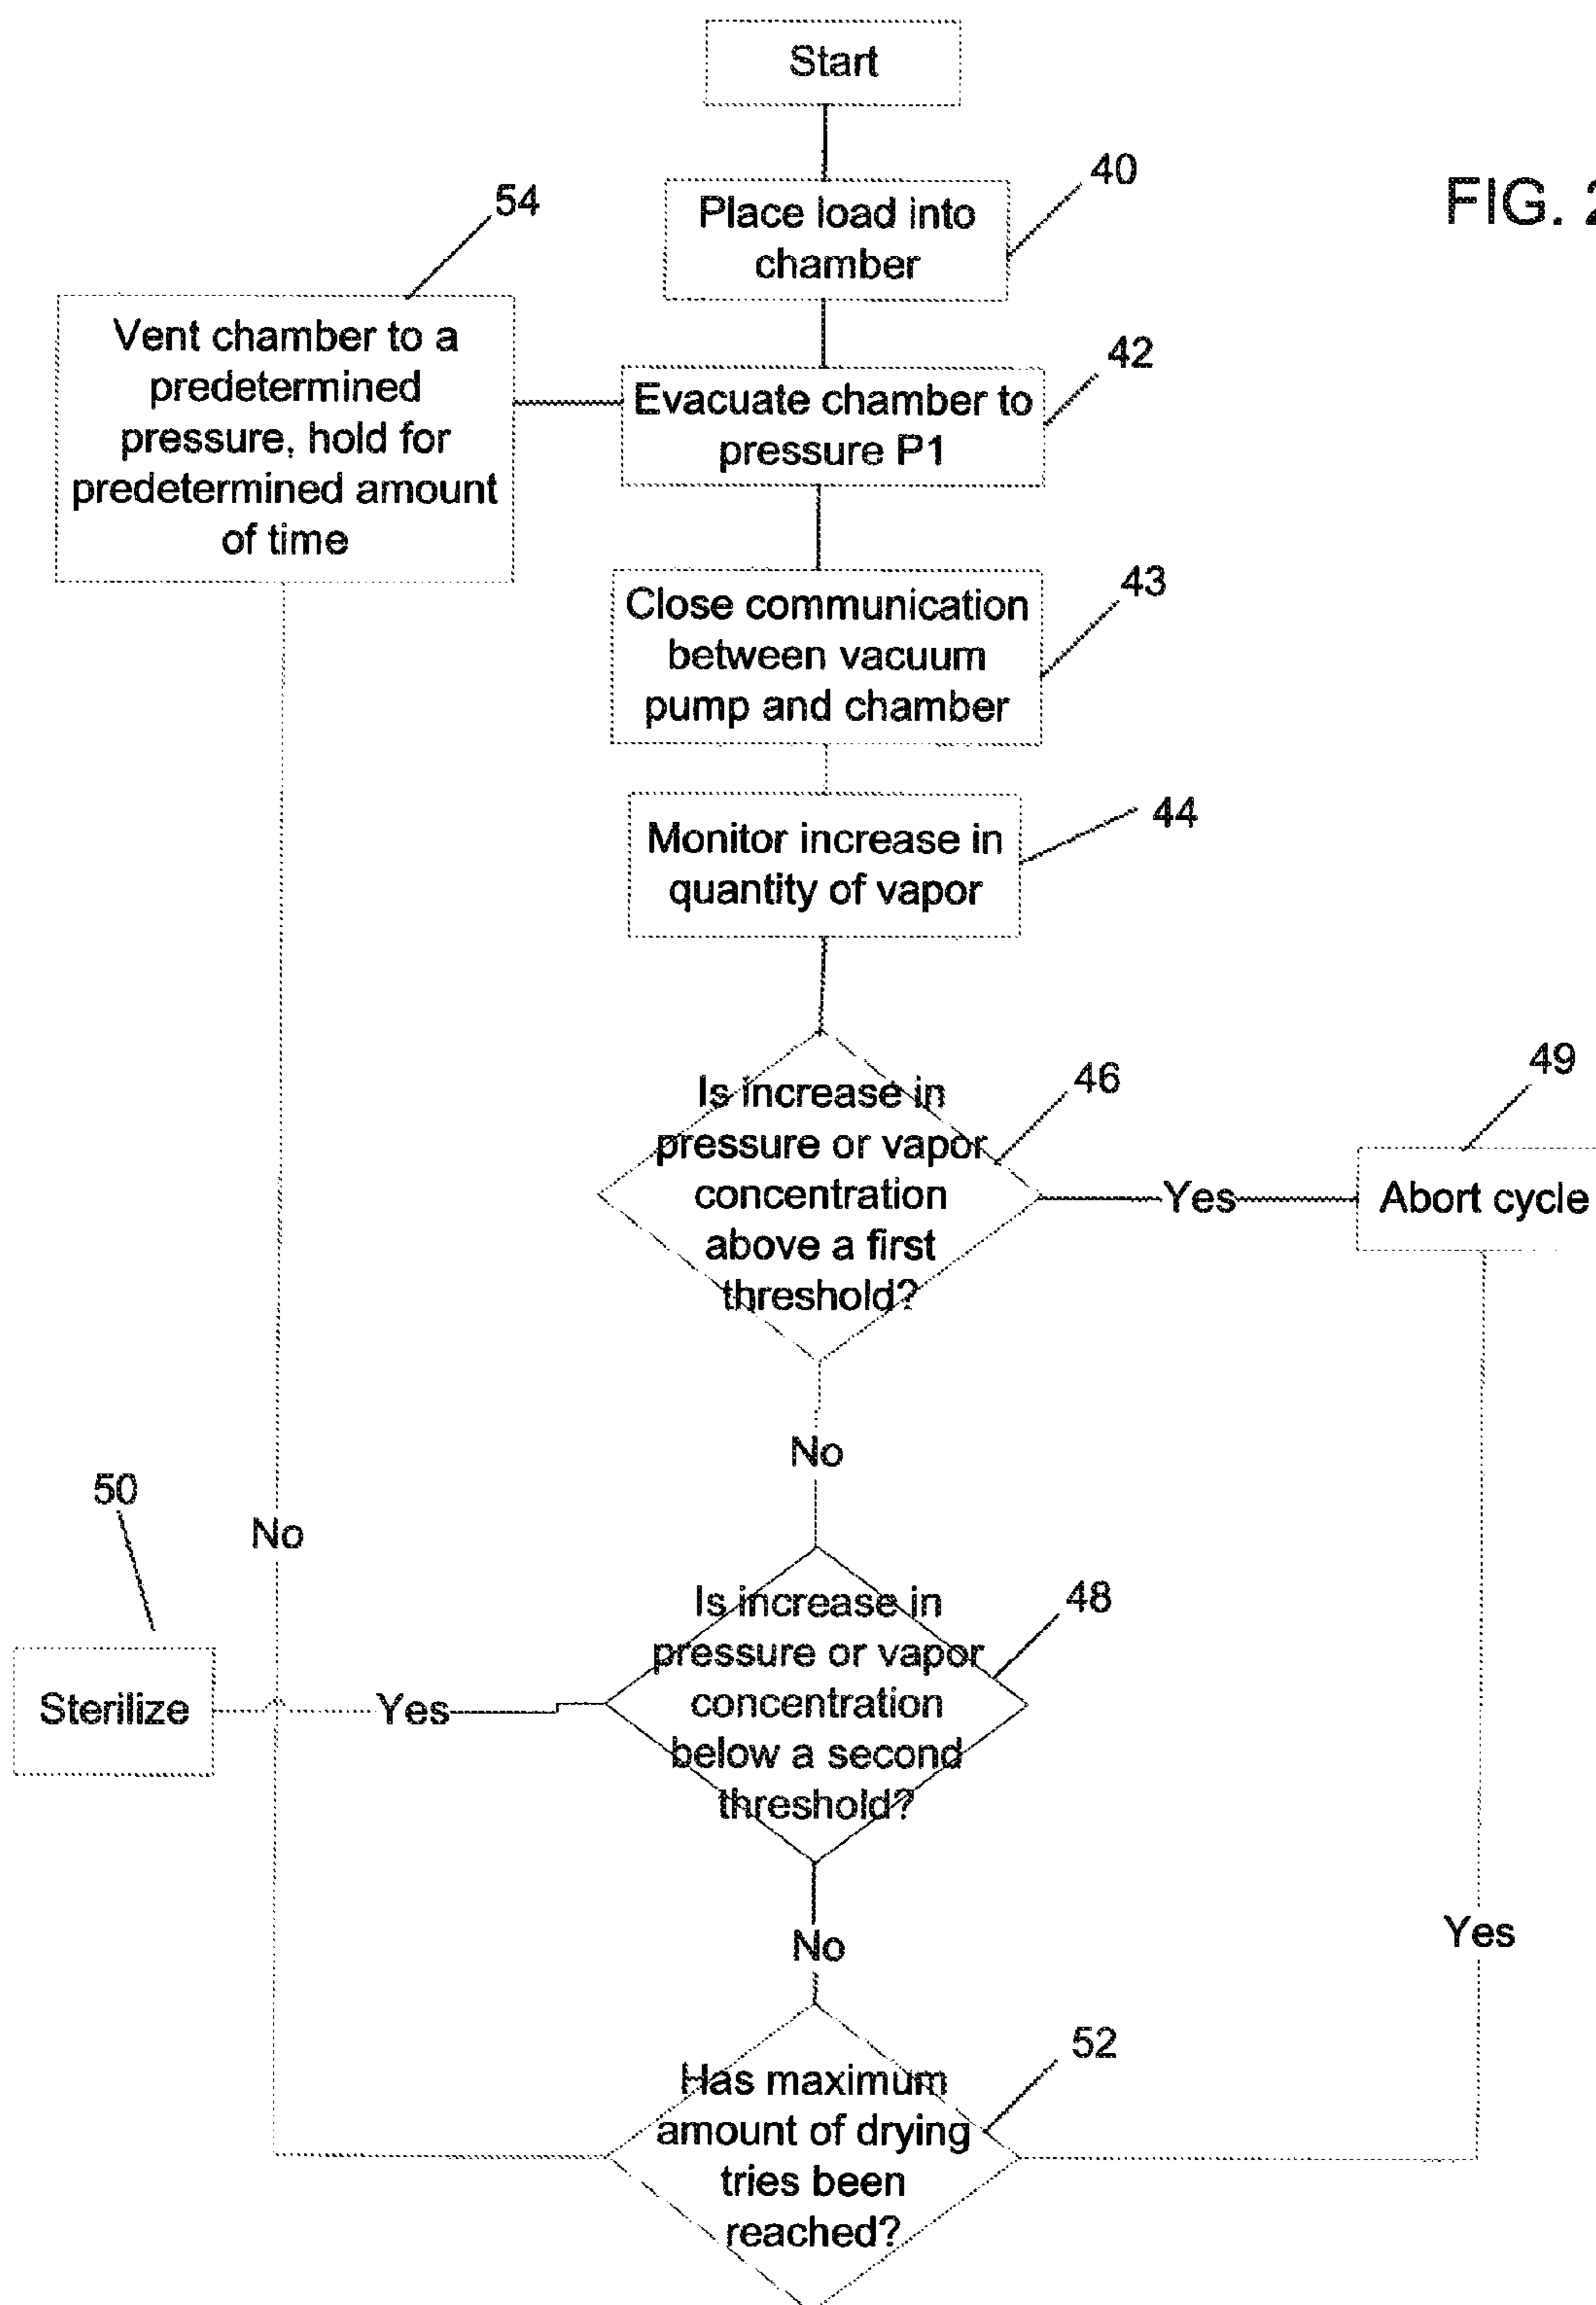 Start
40
Place load into
chamber
FIG. 2
54
Vent chamber to a
predetermined
pressure, hold for
predetermined amount
of time
42
Evacuate chamber to
pressure P1
43
Close communication
between vacuum
pump and chamber
44
Monitor increase in
quantity of vapor
46
Is increase in
pressure or vapor
concentration
above a first
threshold?
Yes
49
Abort cycle
No
50
No
Sterilize
Yes
48
Is increase in
pressure or vapor
concentration
below a second
threshold?
No
Yes
52
Has maximum
amount of drying
tries been
reached?